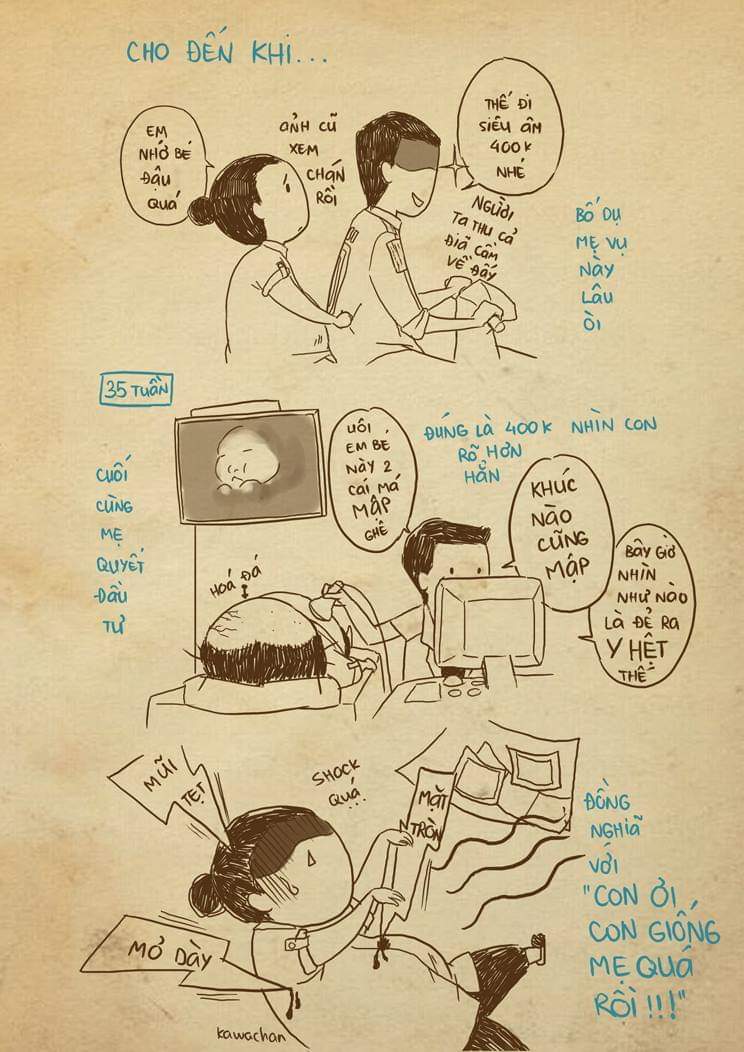 CHO ĐẾN KHI...
EM
NHỚ BÉ
ĐẬU
QUÁ
ẢNH CŨ
XEM
CHÁN
RỒI
THẾ ĐI
SIÊU ÂM
400K
NHÉ
NGƯỜI
TA THU CẢ
ĐĨA CẦM
VỀ ĐẤY
BỐ DỤ
MẸ VỤ
NÀY
LÂU
ÒI
35 TUẦN
CUỐI
CÙNG
MẸ
QUYẾT
ĐẦU
TƯ
UÔI
EM BÉ
NÀY 2
CÁI MÁ
MẬP
GHÊ
ĐÚNG LÀ 400K NHÌN CON
RÕ HƠN
HẲN
KHÚC
NÀO
CŨNG
MẬP
BÂY GIỜ
NHÌN
NHƯ NÀO
LÀ ĐẺ RA
Y HỆT
THẾ
HOÁ ĐÁ
MŨI
TẸT
SHOCK
QUÁ...
MẶT
TRÒN
MỎ DÀY
ĐỒNG
NGHĨA
VỚI
"CON ỞI
CON GIỐNG
MẸ QUÁ
RỒI!!!"
kawachan